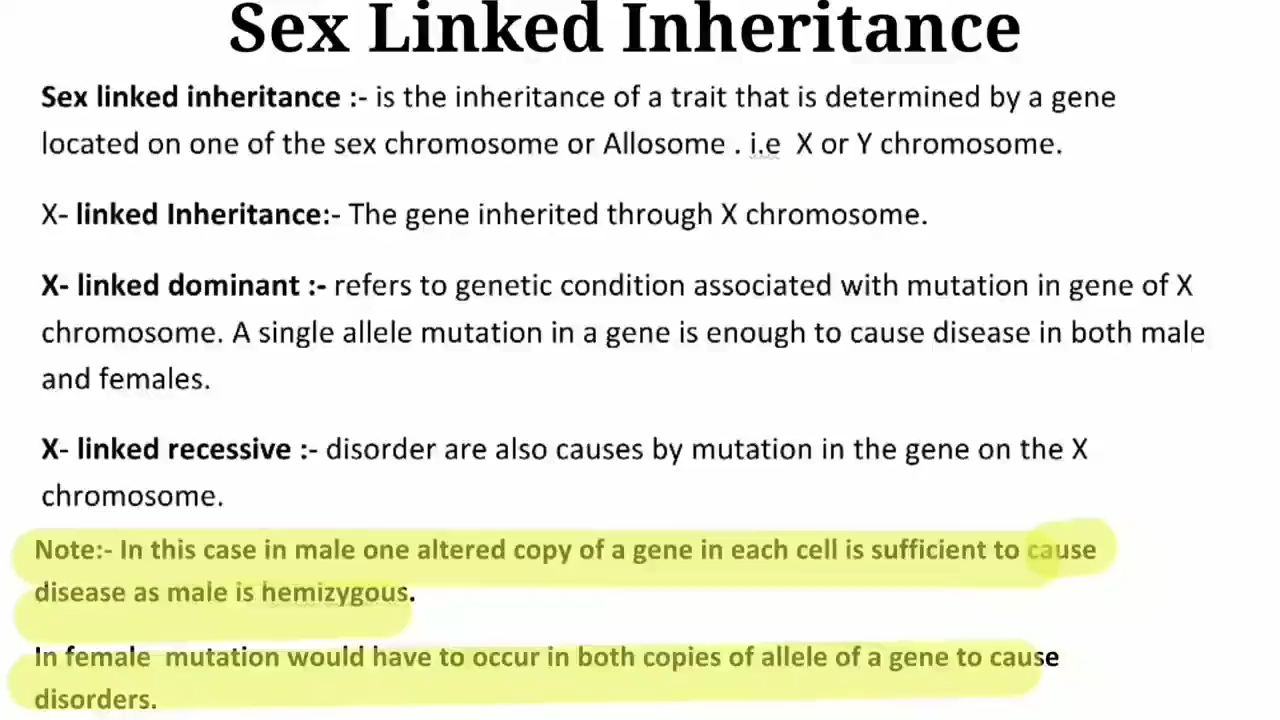 Sex Linked Inheritance
Sex linked inheritance :- is the inheritance of a trait that is determined by a gene
located on one of the sex chromosome or Allosome . i.e X or Y chromosome.
X- linked Inheritance:- The gene inherited through X chromosome.
X- linked dominant :- refers to genetic condition associated with mutation in gene of X
chromosome. A single allele mutation in a gene is enough to cause disease in both male
and females.
X- linked recessive :- disorder are also causes by mutation in the gene on the X
chromosome.
Note:- In this case in male one altered copy of a gene in each cell is sufficient to cause
disease as male is hemizygous.
In female mutation would have to occur in both copies of allele of a gene to cause
disorders.